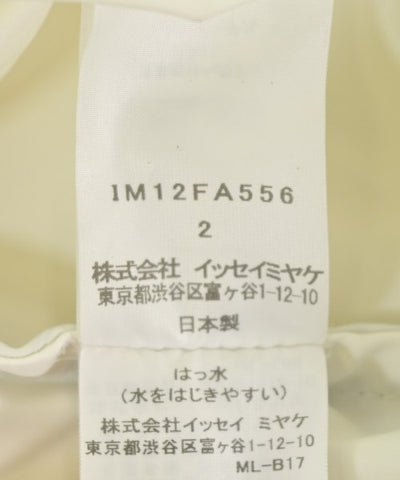 IM12FA556
2
株式会社 イッセイミヤケ
東京都渋谷区富ヶ谷1-12-10
日本製
はっ水
(水をはじきやすい)
株式会社イッセイ ミヤケ
東京都渋谷区富ヶ谷1-12-10
ML-B17